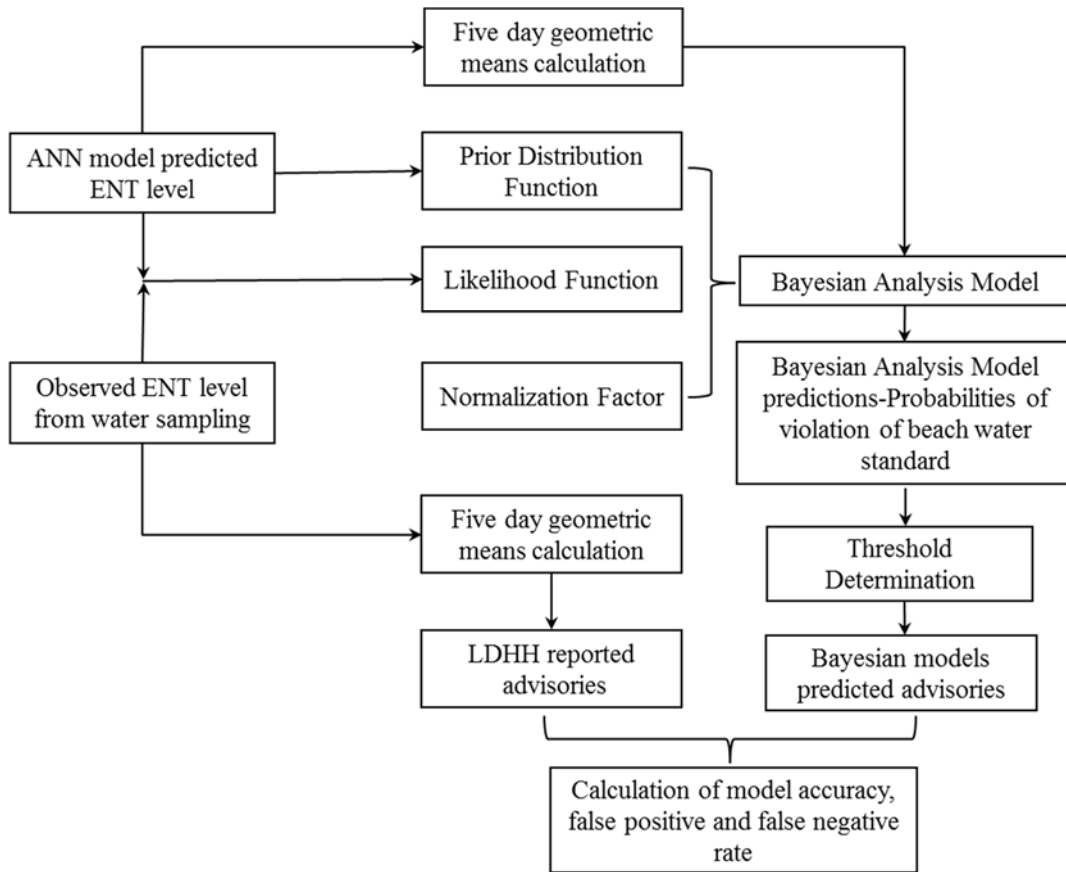 Five day geometric
means calculation
ANN model predicted
ENT level
Prior Distribution
Function
Likelihood Function
Bayesian Analysis Model
Observed ENT level
from water sampling
Normalization Factor
Bayesian Analysis Model
predictions-Probabilities of
violation of beach water
standard
Five day geometric
means calculation
Threshold
Determination
LDHH reported
advisories
Bayesian models
predicted advisories
Calculation of model accuracy,
false positive and false negative
rate